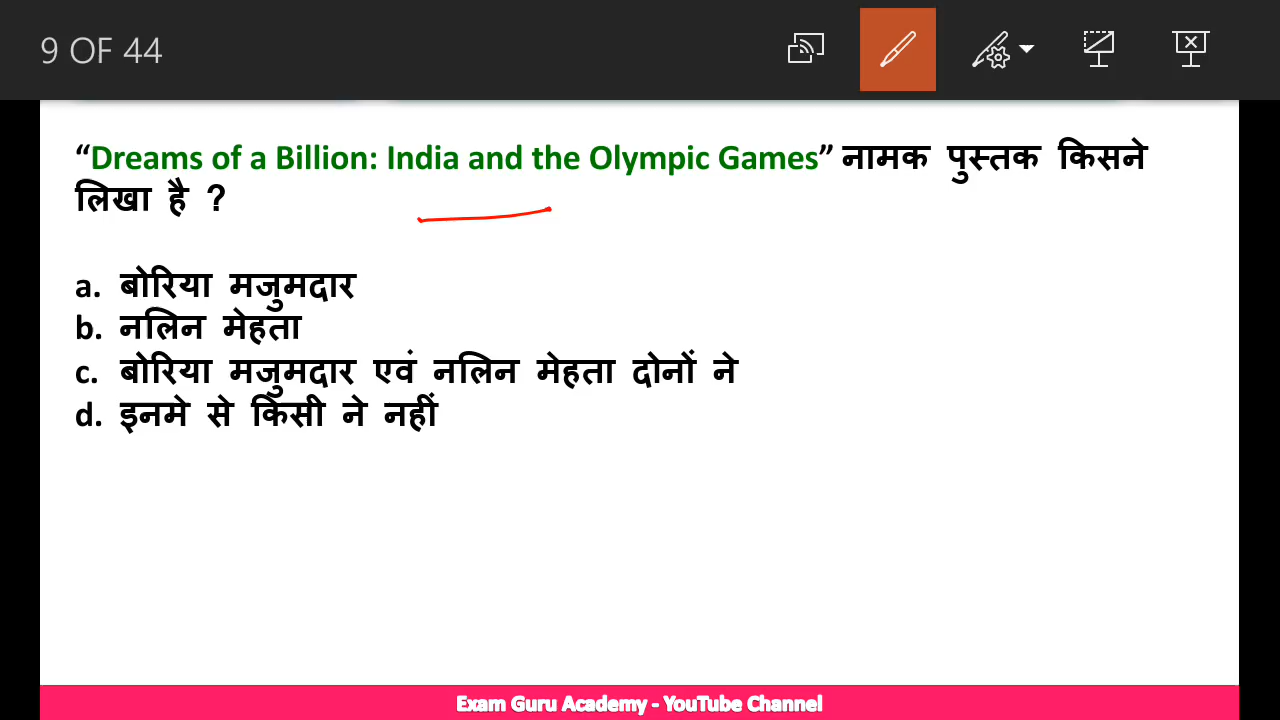 9 OF 44
“Dreams of a Billion: India and the Olympic Games” नामक पुस्तक किसने
लिखा है ?
a. बोरिया मजुमदार
b. नलिन मेहता
c. बोरिया मजुमदार एवं नलिन मेहता दोनों ने
d. इनमे से किसी ने नहीं
Exam Guru Academy - YouTube Channel